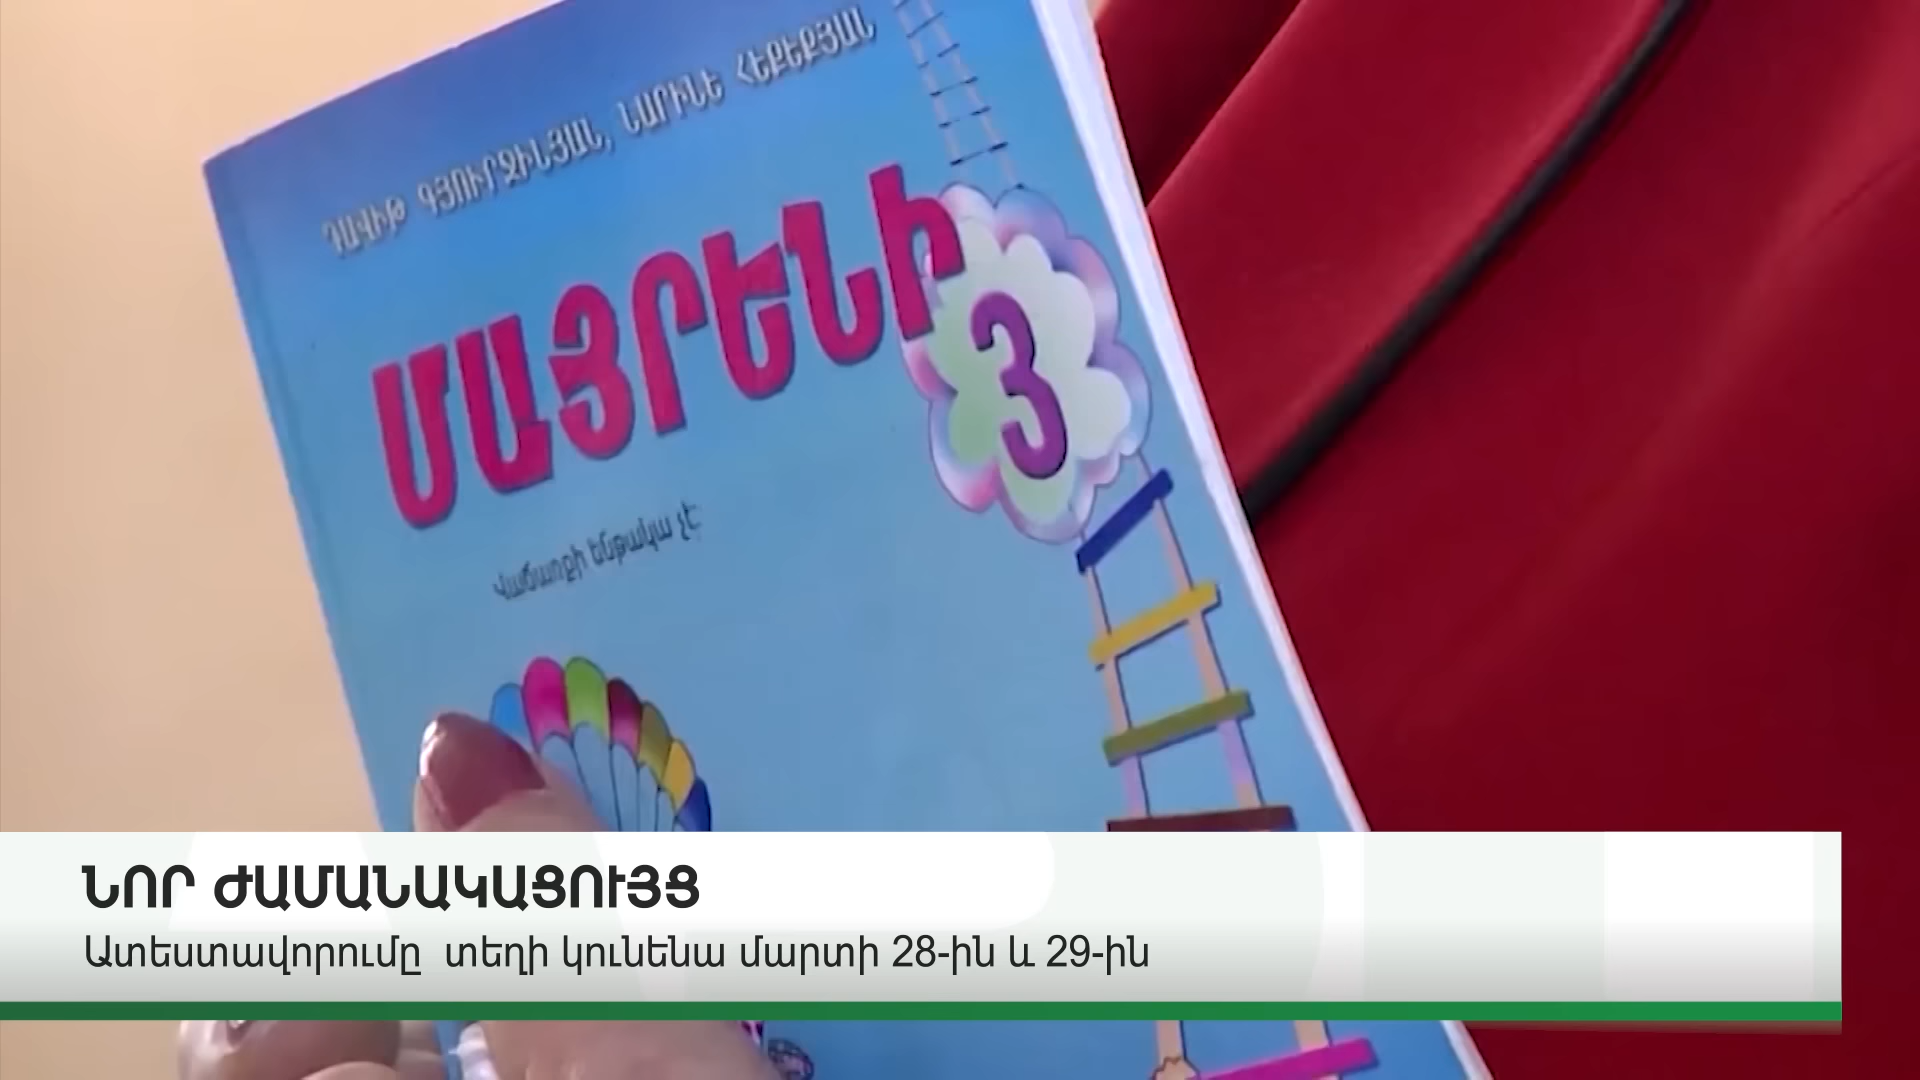 ԴԱՎԻԹ ԳՅՈՒՐՋԻՆՅԱՆ, ՆԱՐԻՆԵ ՀԵՔԵՔՅԱՆ
ՄԱՅՐԵՆԻ
3
Վաճառքի ենթակա չէ
ՆՈՐ ԺԱՄԱՆԱԿԱՑՈՒՅՑ
Ատեստավորումը տեղի կունենա մարտի 28-ին և 29-ին